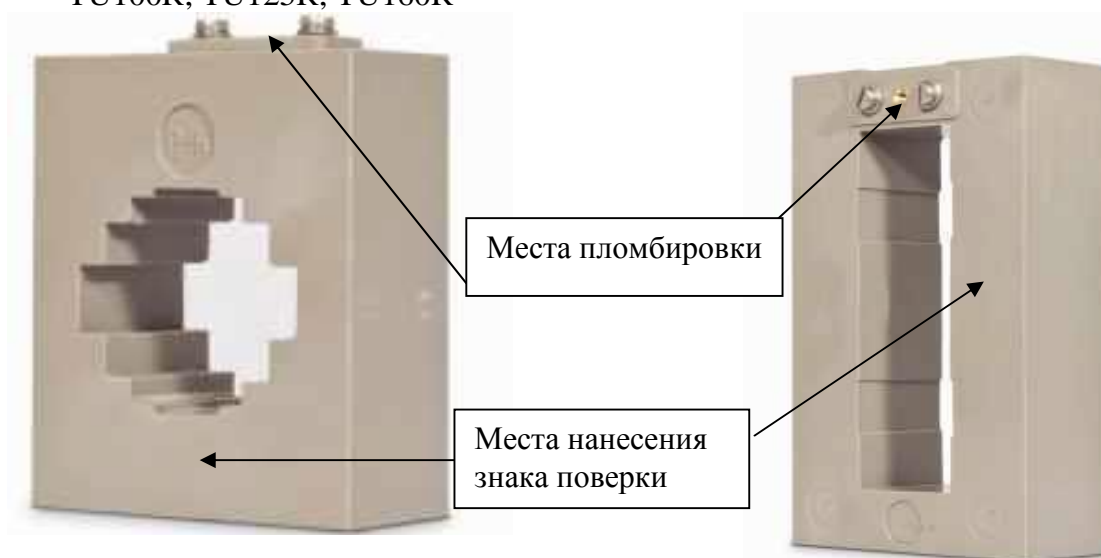 Места пломбировки
Места нанесения
знака поверки